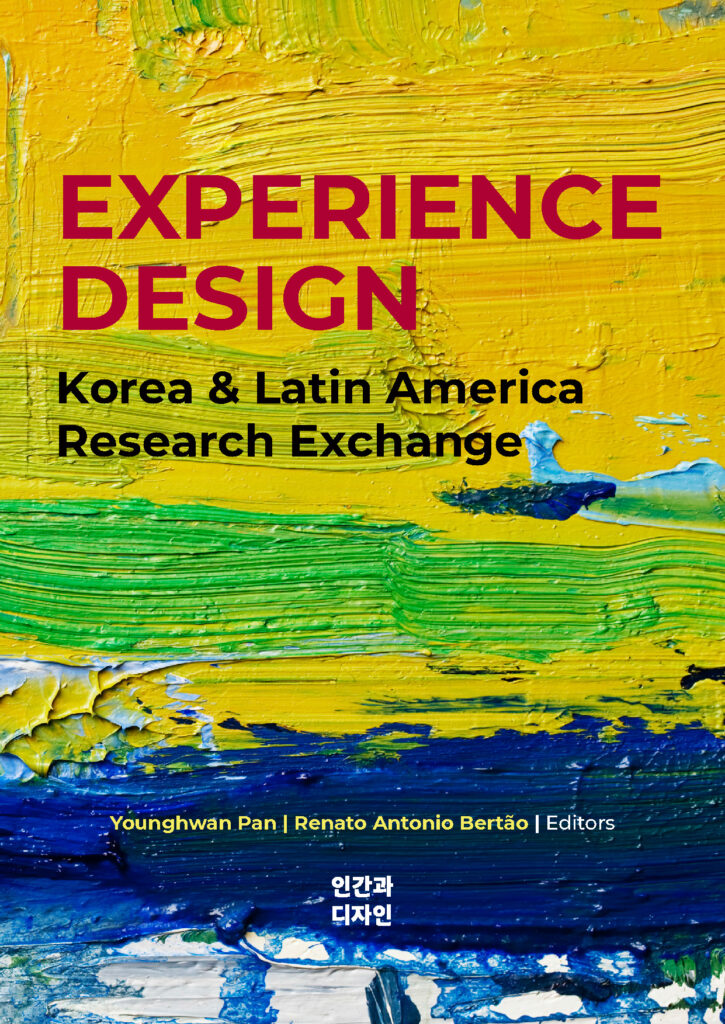 EXPERIENCE
DESIGN
Korea & Latin America
Research Exchange
Younghwan Pan | Renato Antonio Bertão | Editors
인간과
디자인